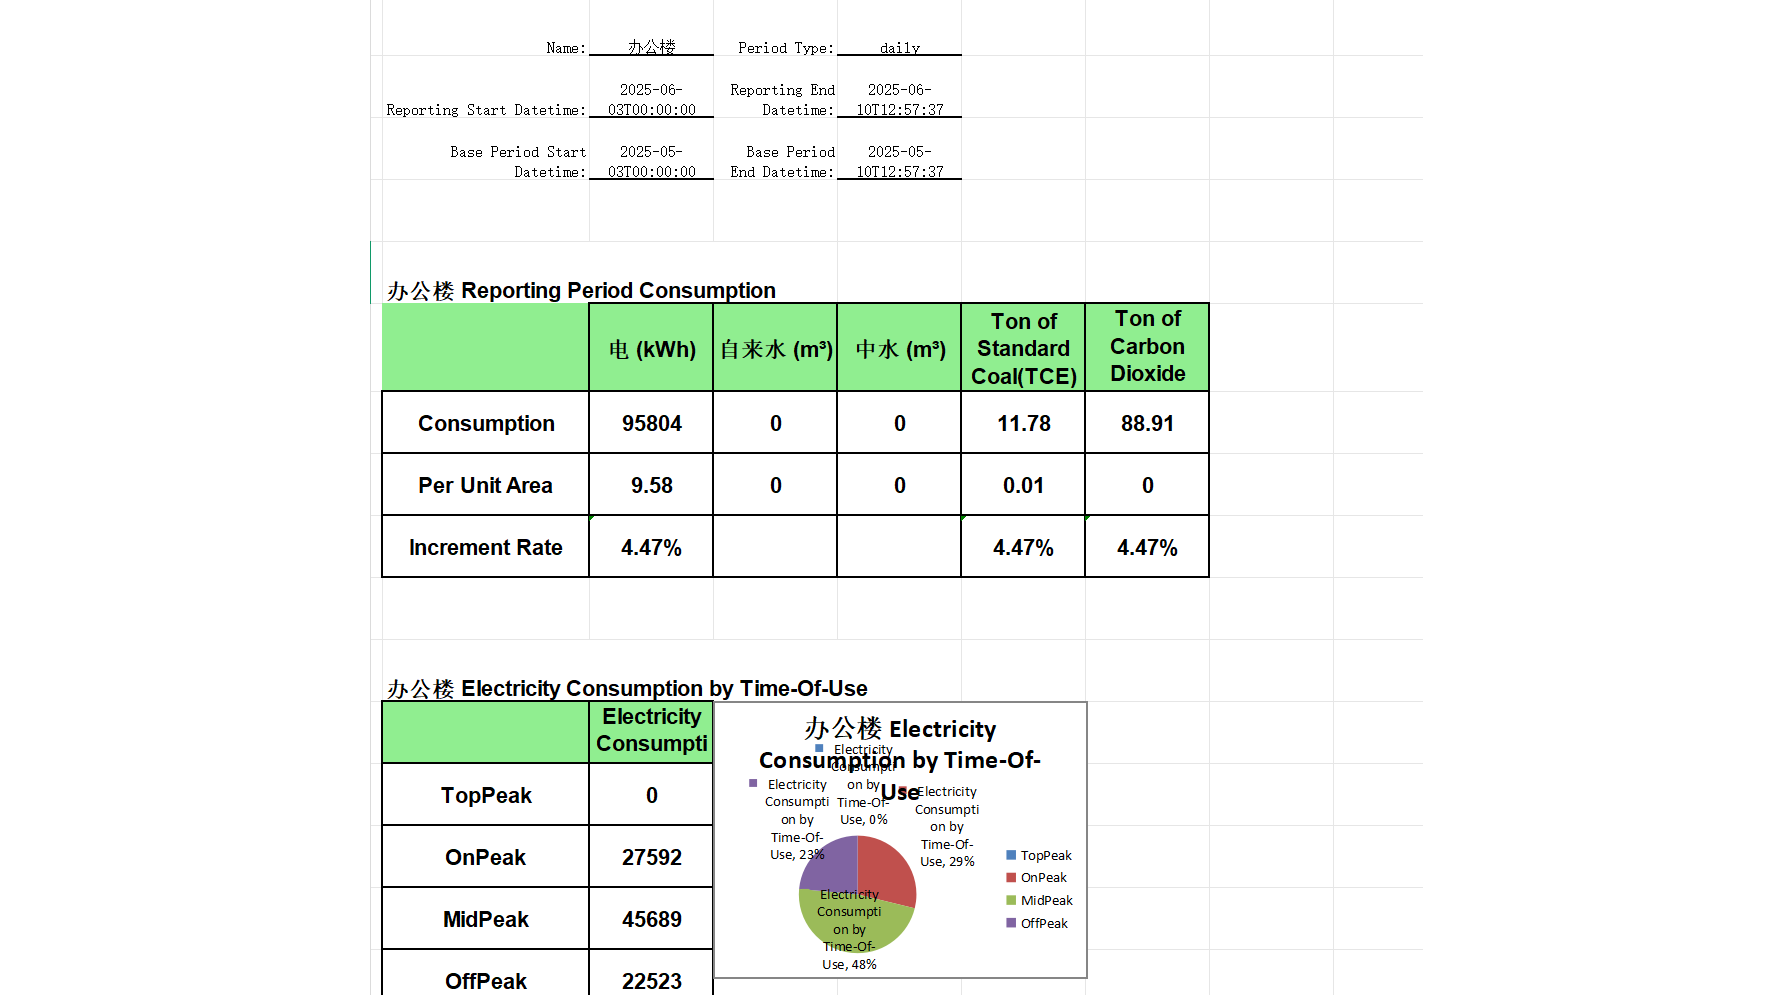 Name: 办公楼 Period Type: daily
Reporting Start Datetime: 2025-06-
03T00:00:00 Reporting End
Datetime: 2025-06-
10T12:57:37
Base Period Start
Datetime: 2025-05-
03T00:00:00 Base Period
End Datetime: 2025-05-
10T12:57:37
办公楼 Reporting Period Consumption
电 (kWh) 自来水 (m³) 中水 (m³) Ton of
Standard
Coal(TCE) Ton of
Carbon
Dioxide
Consumption 95804 0 0 11.78 88.91
Per Unit Area 9.58 0 0 0.01 0
Increment Rate 4.47% 4.47% 4.47%
办公楼 Electricity Consumption by Time-Of-Use
Electricity
Consumpti
TopPeak 0
OnPeak 27592
MidPeak 45689
OffPeak 22523
办公楼 Electricity
Consumption by Time-Of-
Use
Electricity
Consumpti
on by
Time-Of-
Use, 0%
Electricity
Consumpti
on by
Time-Of-
Use, 23%
Electricity
Consumpti
on by
Time-Of-
Use, 29%
Electricity
Consumpti
on by
Time-Of-
Use, 48%
TopPeak
OnPeak
MidPeak
OffPeak